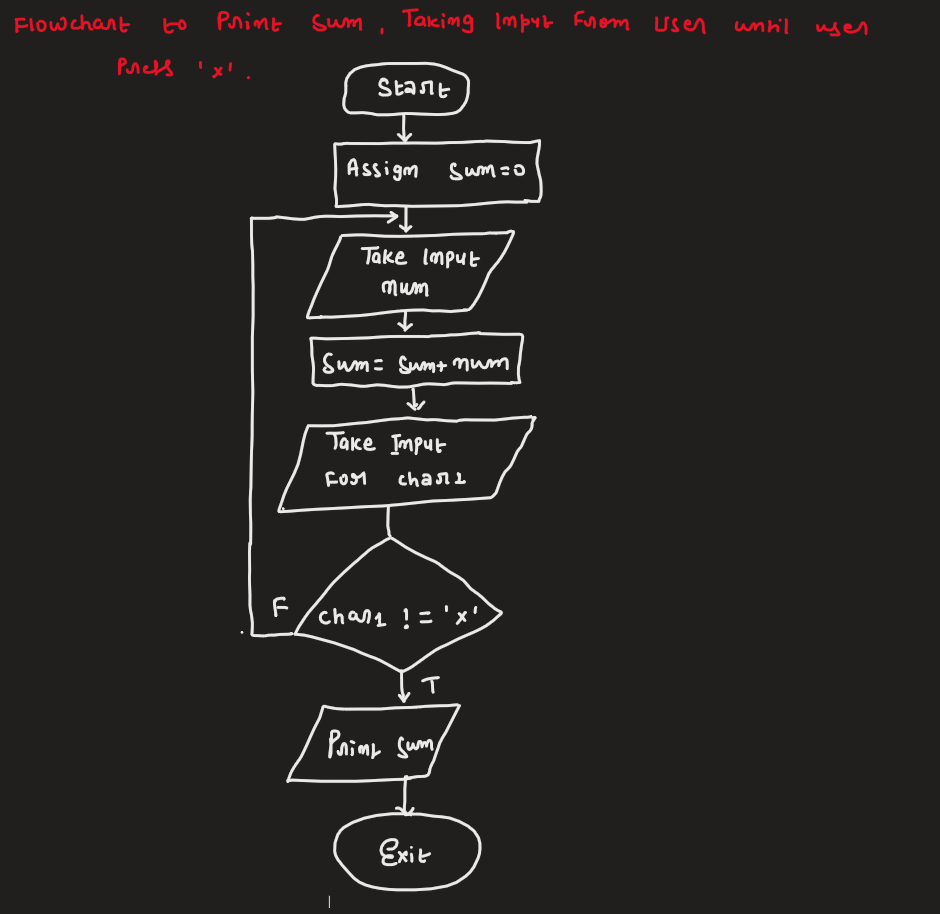 Flowchart to Print Sum, Taking Input From User until user
Press 'x'.
Start
Assign Sum=0
Take Input
num
Sum= Sum+num
Take Input
For char1
F
char1 != 'x'
T
Print Sum
Exit